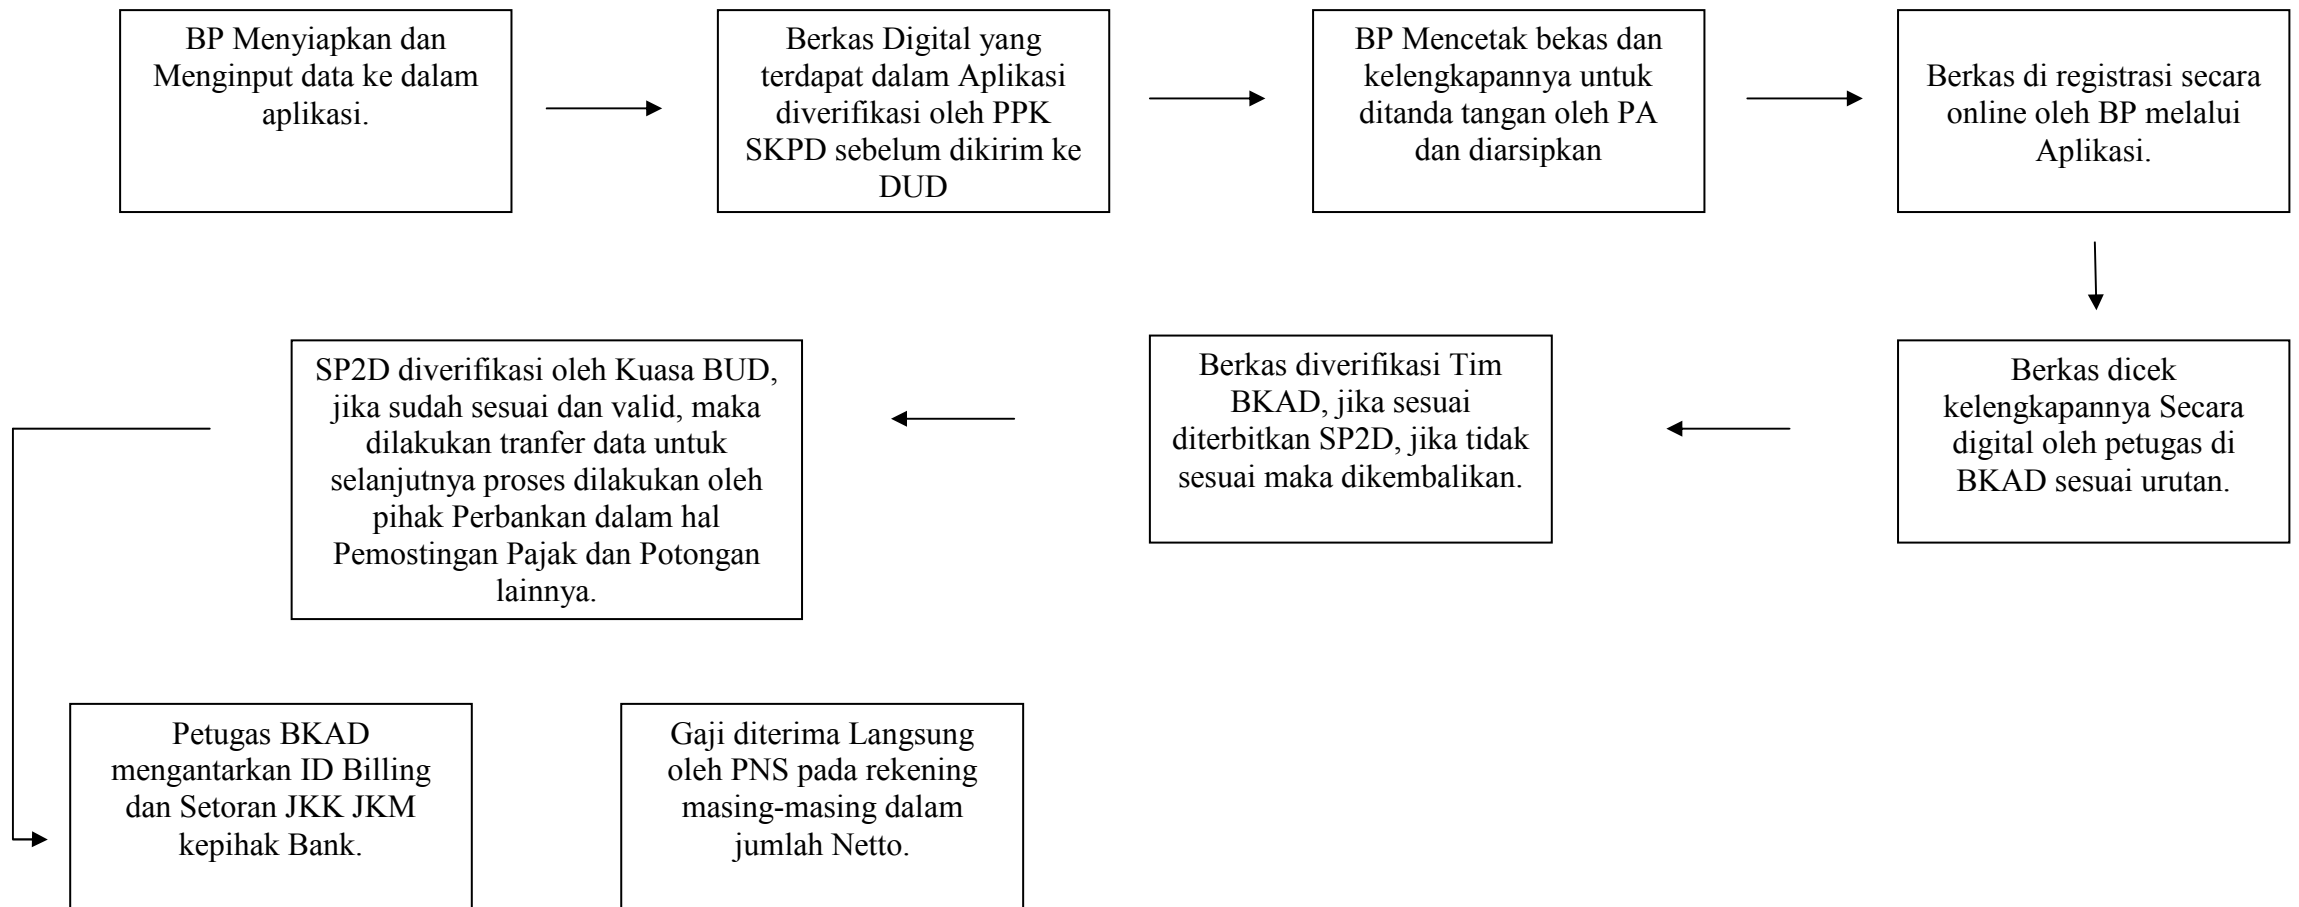 BP Menyiapkan dan
Menginput data ke dalam
aplikasi.
Berkas Digital yang
terdapat dalam Aplikasi
diverifikasi oleh PPK
SKPD sebelum dikirim ke
DUD
BP Mencetak bekas dan
kelengkapannya untuk
ditanda tangan oleh PA
dan diarsipkan
Berkas di registrasi secara
online oleh BP melalui
Aplikasi.
Berkas dicek
kelengkapannya Secara
digital oleh petugas di
BKAD sesuai urutan.
Berkas diverifikasi Tim
BKAD, jika sesuai
diterbitkan SP2D, jika tidak
sesuai maka dikembalikan.
SP2D diverifikasi oleh Kuasa BUD,
jika sudah sesuai dan valid, maka
dilakukan tranfer data untuk
selanjutnya proses dilakukan oleh
pihak Perbankan dalam hal
Pemostingan Pajak dan Potongan
lainnya.
Petugas BKAD
mengantarkan ID Billing
dan Setoran JKK JKM
kepihak Bank.
Gaji diterima Langsung
oleh PNS pada rekening
masing-masing dalam
jumlah Netto.